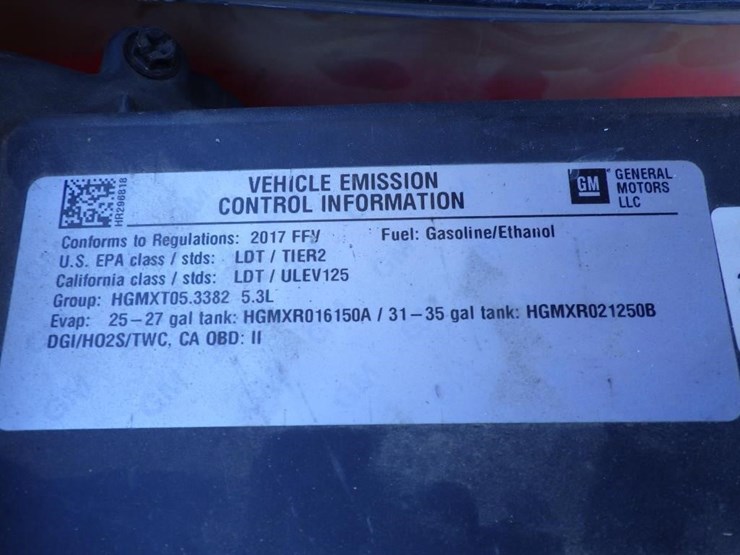 HR296818
VEHICLE EMISSION
CONTROL INFORMATION
GM
GENERAL
MOTORS
LLC
Conforms to Regulations: 2017 FFV Fuel: Gasoline/Ethanol
U.S. EPA class / stds: LDT / TIER2
California class / stds: LDT / ULEV125
Group: HGMXT05.3382 5.3L
Evap: 25-27 gal tank: HGMXR016150A / 31-35 gal tank: HGMXR021250B
DGI/HO2S/TWC, CA OBD: II